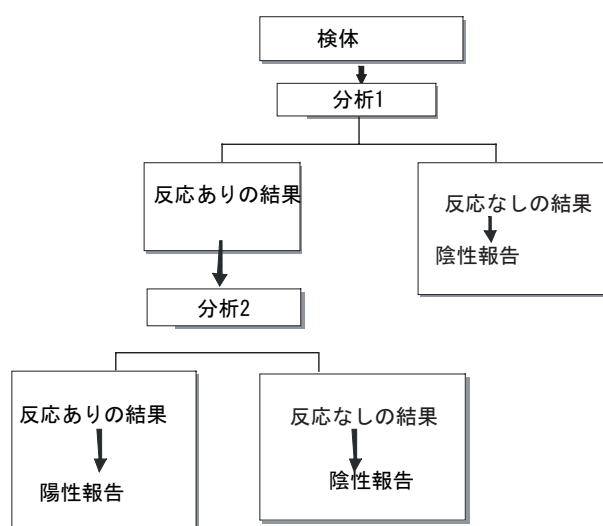 検体
分析1
反応ありの結果
反応なしの結果
陰性報告
分析2
反応ありの結果
陽性報告
反応なしの結果
陰性報告